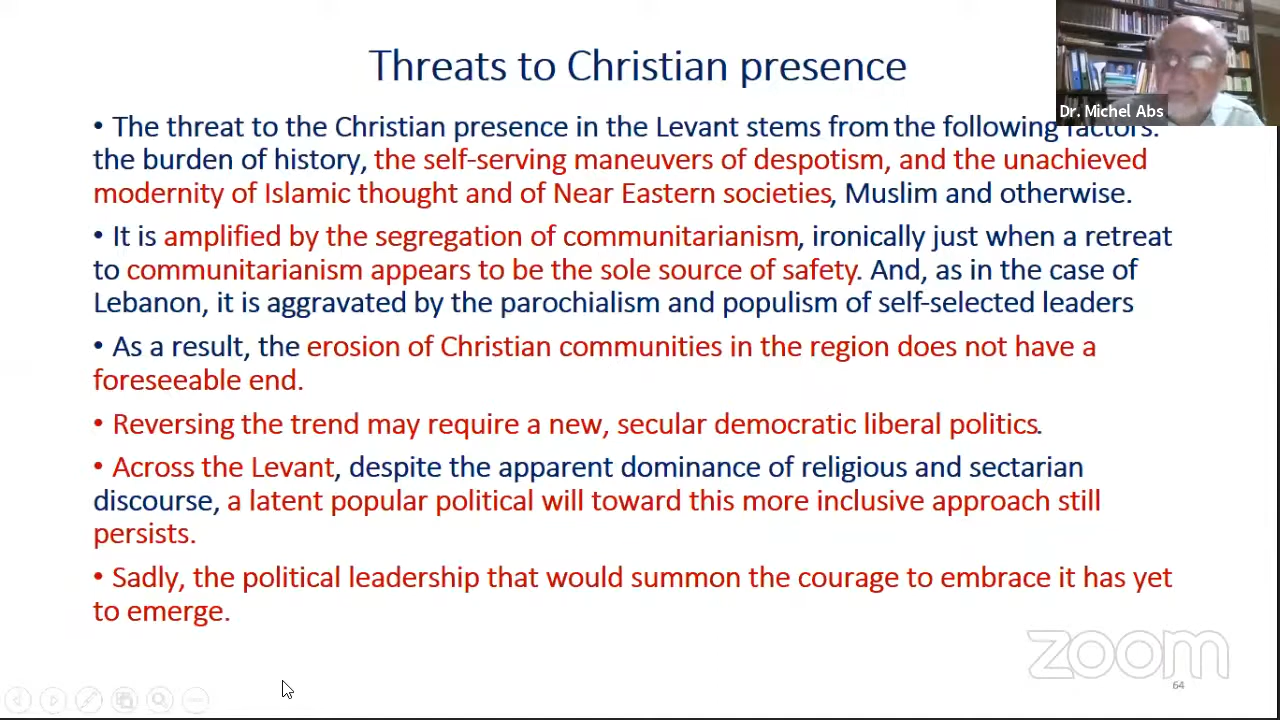 Threats to Christian presence
Dr. Michel Abs
• The threat to the Christian presence in the Levant stems from the following factors:
the burden of history, the self-serving maneuvers of despotism, and the unachieved
modernity of Islamic thought and of Near Eastern societies, Muslim and otherwise.
• It is amplified by the segregation of communitarianism, ironically just when a retreat
to communitarianism appears to be the sole source of safety. And, as in the case of
Lebanon, it is aggravated by the parochialism and populism of self-selected leaders
• As a result, the erosion of Christian communities in the region does not have a
foreseeable end.
• Reversing the trend may require a new, secular democratic liberal politics.
• Across the Levant, despite the apparent dominance of religious and sectarian
discourse, a latent popular political will toward this more inclusive approach still
persists.
• Sadly, the political leadership that would summon the courage to embrace it has yet
to emerge.
zoom
64